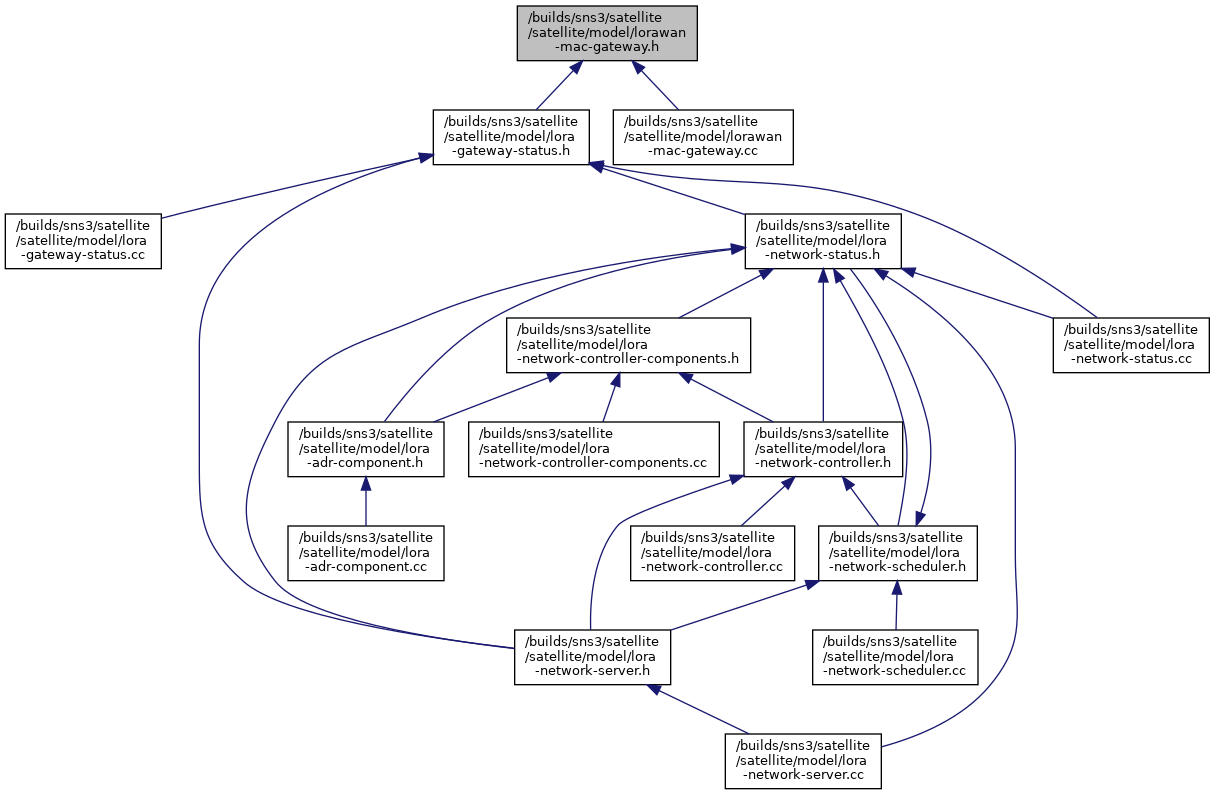 /builds/sns3/satellite
/satellite/model/lorawan
-mac-gateway.h
/builds/sns3/satellite
/satellite/model/lora
-gateway-status.h
/builds/sns3/satellite
/satellite/model/lorawan
-mac-gateway.cc
/builds/sns3/satellite
/satellite/model/lora
-gateway-status.cc
/builds/sns3/satellite
/satellite/model/lora
-network-status.h
/builds/sns3/satellite
/satellite/model/lora
-network-controller-components.h
/builds/sns3/satellite
/satellite/model/lora
-network-status.cc
/builds/sns3/satellite
/satellite/model/lora
-adr-component.h
/builds/sns3/satellite
/satellite/model/lora
-network-controller-components.cc
/builds/sns3/satellite
/satellite/model/lora
-network-controller.h
/builds/sns3/satellite
/satellite/model/lora
-adr-component.cc
/builds/sns3/satellite
/satellite/model/lora
-network-controller.cc
/builds/sns3/satellite
/satellite/model/lora
-network-scheduler.h
/builds/sns3/satellite
/satellite/model/lora
-network-server.h
/builds/sns3/satellite
/satellite/model/lora
-network-scheduler.cc
/builds/sns3/satellite
/satellite/model/lora
-network-server.cc